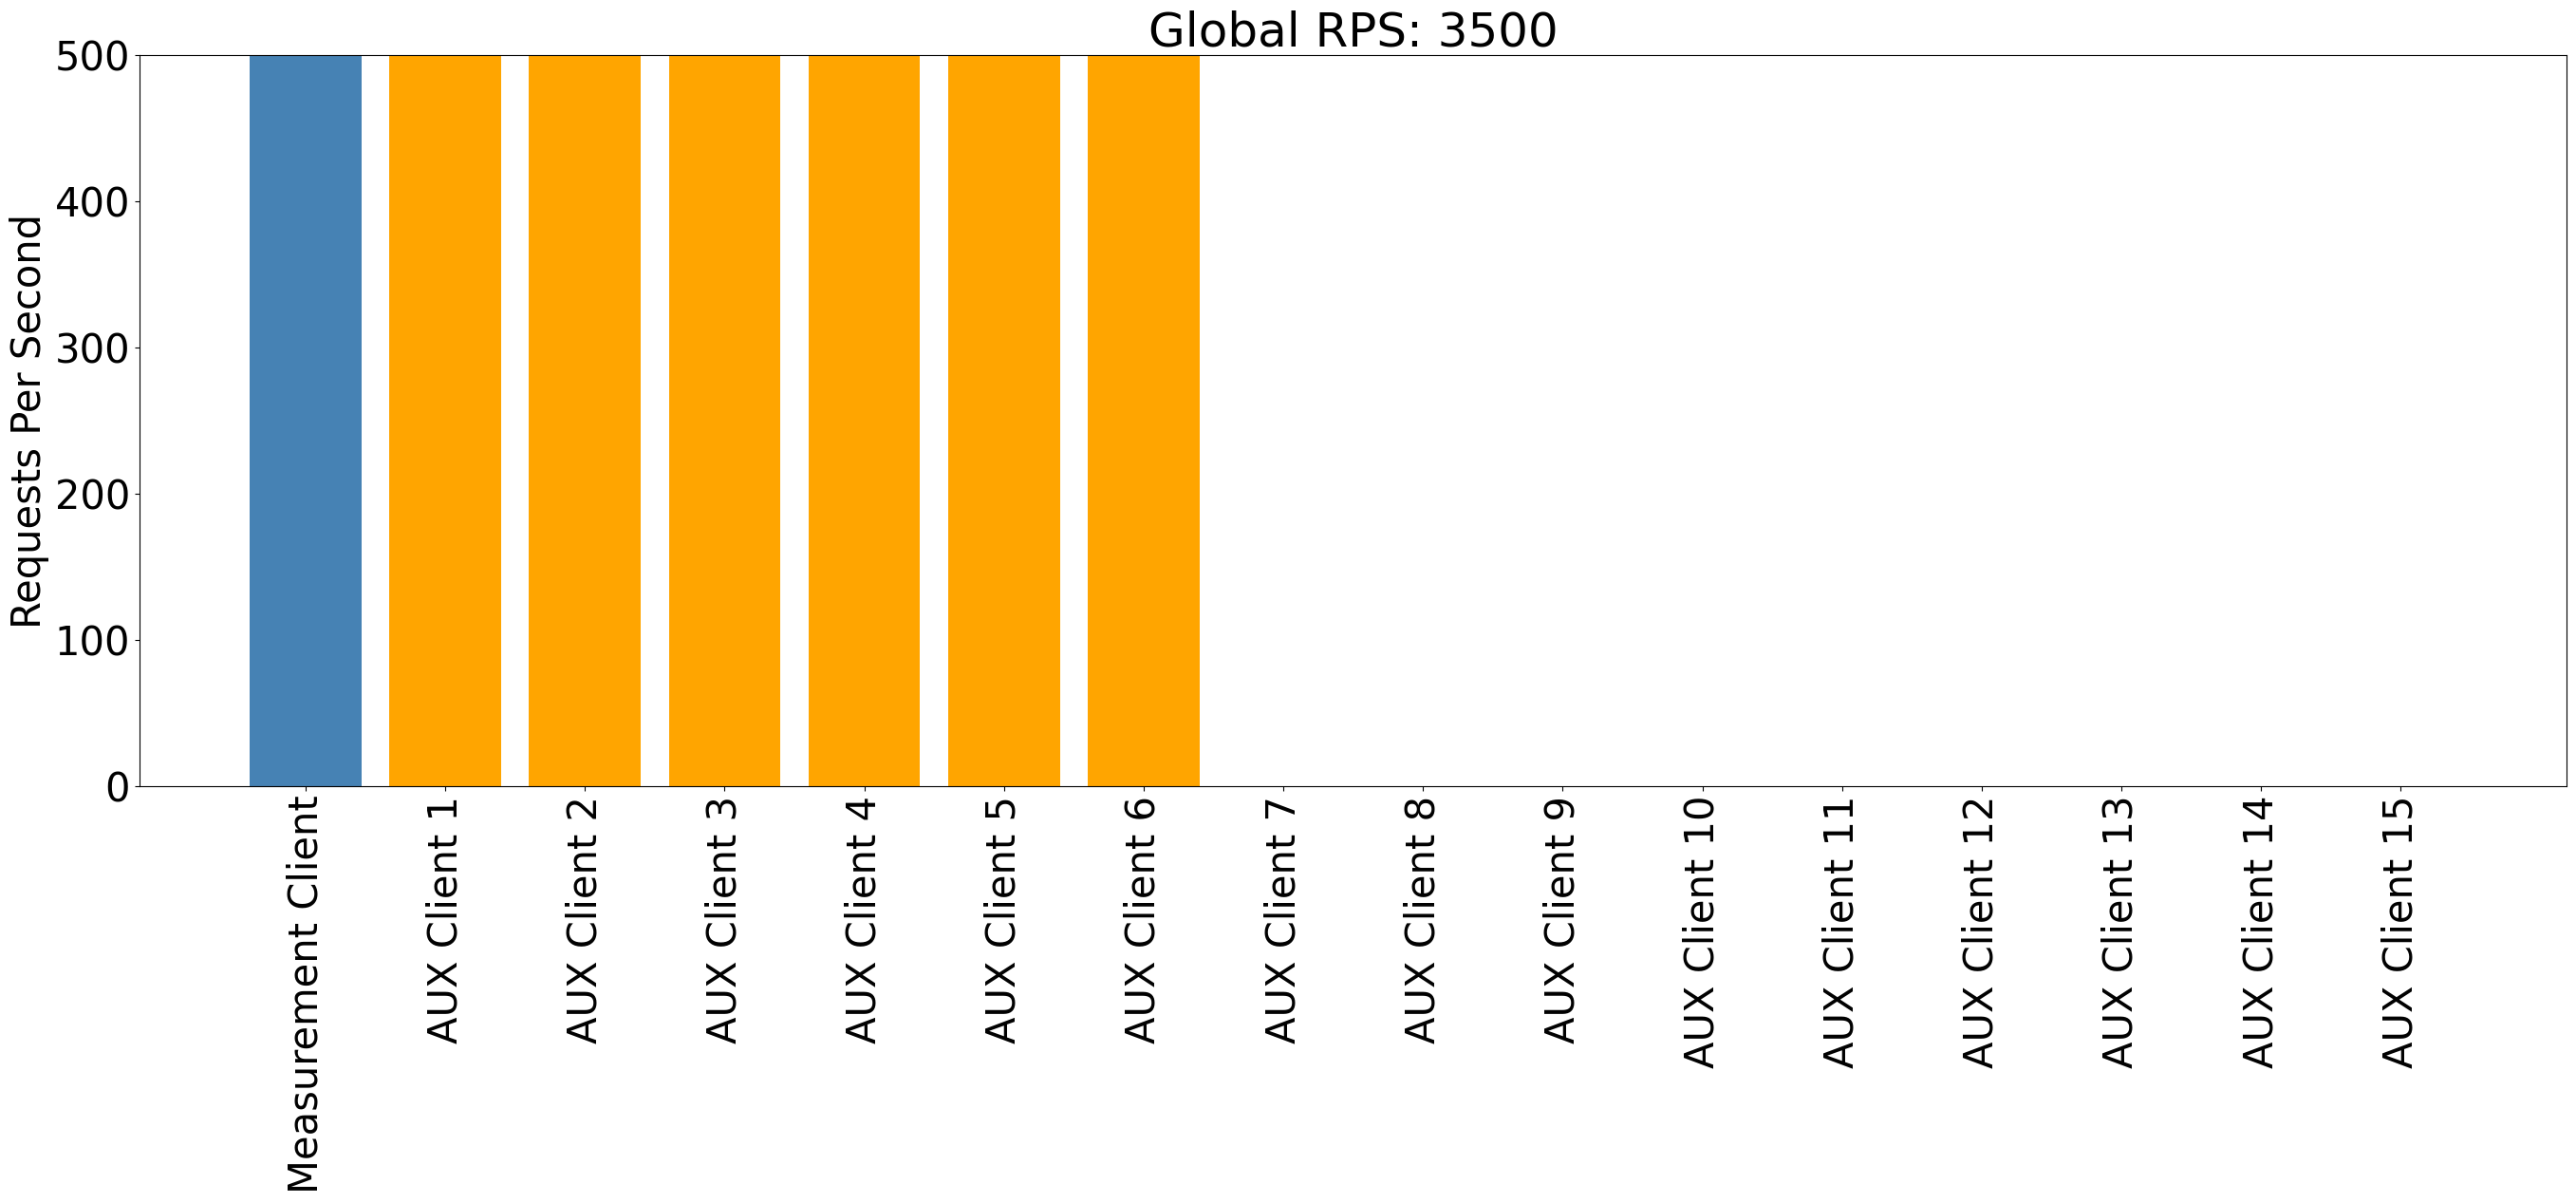 Global RPS: 3500
Requests Per Second
500
400
300
200
100
0
Measurement Client
AUX Client 1
AUX Client 2
AUX Client 3
AUX Client 4
AUX Client 5
AUX Client 6
AUX Client 7
AUX Client 8
AUX Client 9
AUX Client 10
AUX Client 11
AUX Client 12
AUX Client 13
AUX Client 14
AUX Client 15